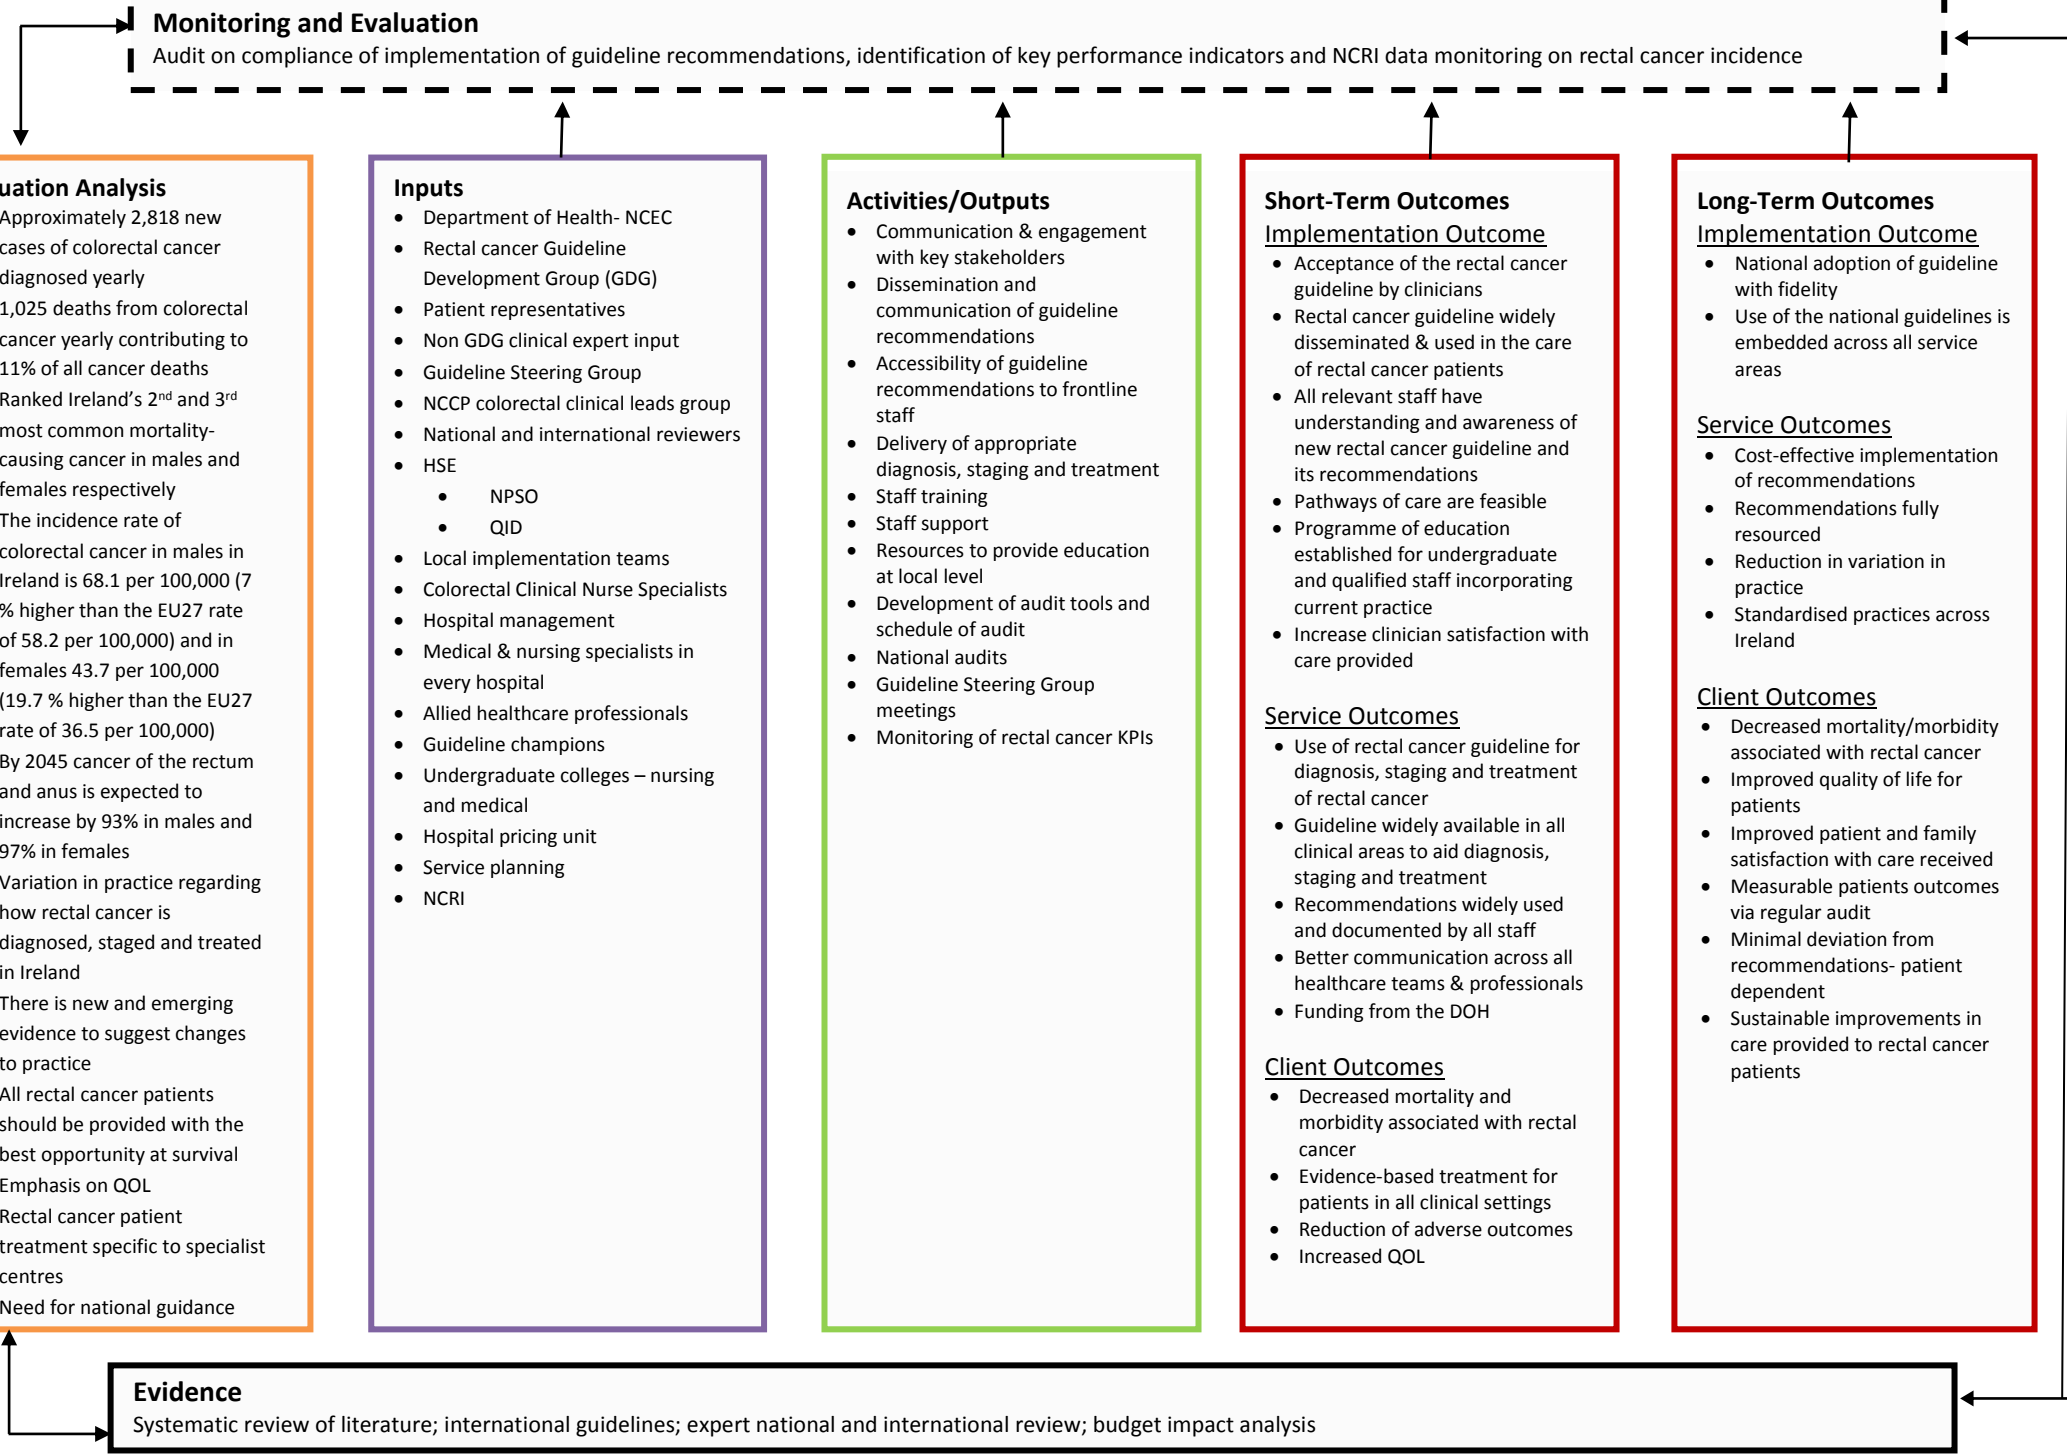 Monitoring and Evaluation
Audit on compliance of implementation of guideline recommendations, identification of key performance indicators and NCRI data monitoring on rectal cancer incidence
uation Analysis
Approximately 2,818 new
cases of colorectal cancer
diagnosed yearly
1,025 deaths from colorectal
cancer yearly contributing to
11% of all cancer deaths
Ranked Ireland's 2nd and 3rd
most common mortality-
causing cancer in males and
females respectively
The incidence rate of
colorectal cancer in males in
Ireland is 68.1 per 100,000 (7
% higher than the EU27 rate
of 58.2 per 100,000) and in
females 43.7 per 100,000
(19.7 % higher than the EU27
rate of 36.5 per 100,000)
By 2045 cancer of the rectum
and anus is expected to
increase by 93% in males and
97% in females
Variation in practice regarding
how rectal cancer is
diagnosed, staged and treated
in Ireland
There is new and emerging
evidence to suggest changes
to practice
All rectal cancer patients
should be provided with the
best opportunity at survival
Emphasis on QOL
Rectal cancer patient
treatment specific to specialist
centres
Need for national guidance
Inputs
• Department of Health- NCEC
• Rectal cancer Guideline
Development Group (GDG)
• Patient representatives
• Non GDG clinical expert input
• Guideline Steering Group
• NCCP colorectal clinical leads group
• National and international reviewers
• HSE
• NPSO
• QID
• Local implementation teams
• Colorectal Clinical Nurse Specialists
• Hospital management
• Medical & nursing specialists in
every hospital
• Allied healthcare professionals
• Guideline champions
• Undergraduate colleges – nursing
and medical
• Hospital pricing unit
• Service planning
• NCRI
Activities/Outputs
• Communication & engagement
with key stakeholders
• Dissemination and
communication of guideline
recommendations
• Accessibility of guideline
recommendations to frontline
staff
• Delivery of appropriate
diagnosis, staging and treatment
• Staff training
• Staff support
• Resources to provide education
at local level
• Development of audit tools and
schedule of audit
• National audits
• Guideline Steering Group
meetings
• Monitoring of rectal cancer KPIs
Short-Term Outcomes
Implementation Outcome
• Acceptance of the rectal cancer
guideline by clinicians
• Rectal cancer guideline widely
disseminated & used in the care
of rectal cancer patients
• All relevant staff have
understanding and awareness of
new rectal cancer guideline and
its recommendations
• Pathways of care are feasible
• Programme of education
established for undergraduate
and qualified staff incorporating
current practice
• Increase clinician satisfaction with
care provided
Service Outcomes
• Use of rectal cancer guideline for
diagnosis, staging and treatment
of rectal cancer
• Guideline widely available in all
clinical areas to aid diagnosis,
staging and treatment
• Recommendations widely used
and documented by all staff
• Better communication across all
healthcare teams & professionals
• Funding from the DOH
Client Outcomes
• Decreased mortality and
morbidity associated with rectal
cancer
• Evidence-based treatment for
patients in all clinical settings
• Reduction of adverse outcomes
• Increased QOL
Long-Term Outcomes
Implementation Outcome
• National adoption of guideline
with fidelity
• Use of the national guidelines is
embedded across all service
areas
Service Outcomes
• Cost-effective implementation
of recommendations
• Recommendations fully
resourced
• Reduction in variation in
practice
• Standardised practices across
Ireland
Client Outcomes
• Decreased mortality/morbidity
associated with rectal cancer
• Improved quality of life for
patients
• Improved patient and family
satisfaction with care received
• Measurable patients outcomes
via regular audit
• Minimal deviation from
recommendations- patient
dependent
• Sustainable improvements in
care provided to rectal cancer
patients
Evidence
Systematic review of literature; international guidelines; expert national and international review; budget impact analysis